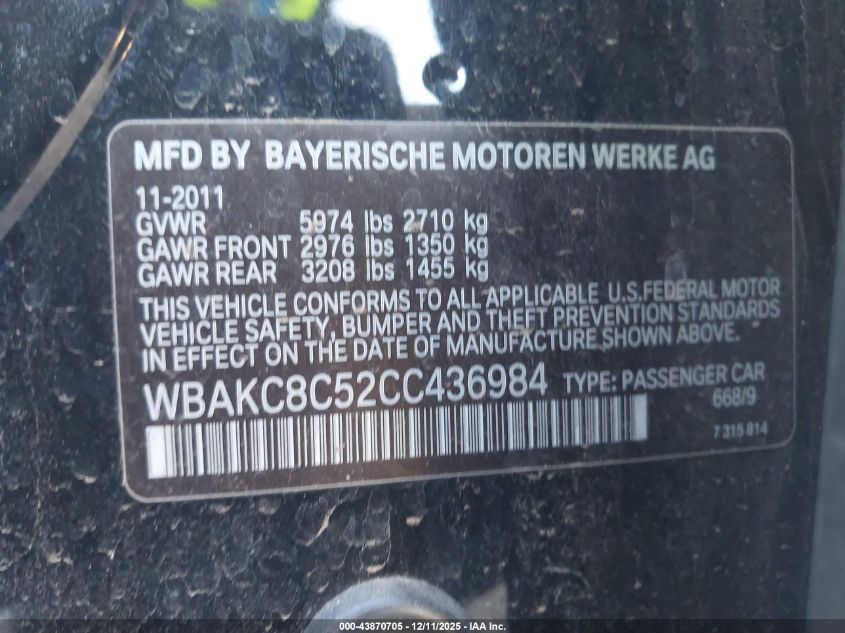 MFD BY BAYERISCHE MOTOREN WERKE AG
11-2011
GVWR 5974 lbs 2710 kg
GAWR FRONT 2976 lbs 1350 kg
GAWR REAR 3208 lbs 1455 kg
THIS VEHICLE CONFORMS TO ALL APPLICABLE U.S.FEDERAL MOTOR
VEHICLE SAFETY, BUMPER AND THEFT PREVENTION STANDARDS
IN EFFECT ON THE DATE OF MANUFACTURE SHOWN ABOVE.
WBAKC8C52CC436984 TYPE: PASSENGER CAR
668/9
7 315 814
000-43870705 - 12/11/2025 - IAA Inc.